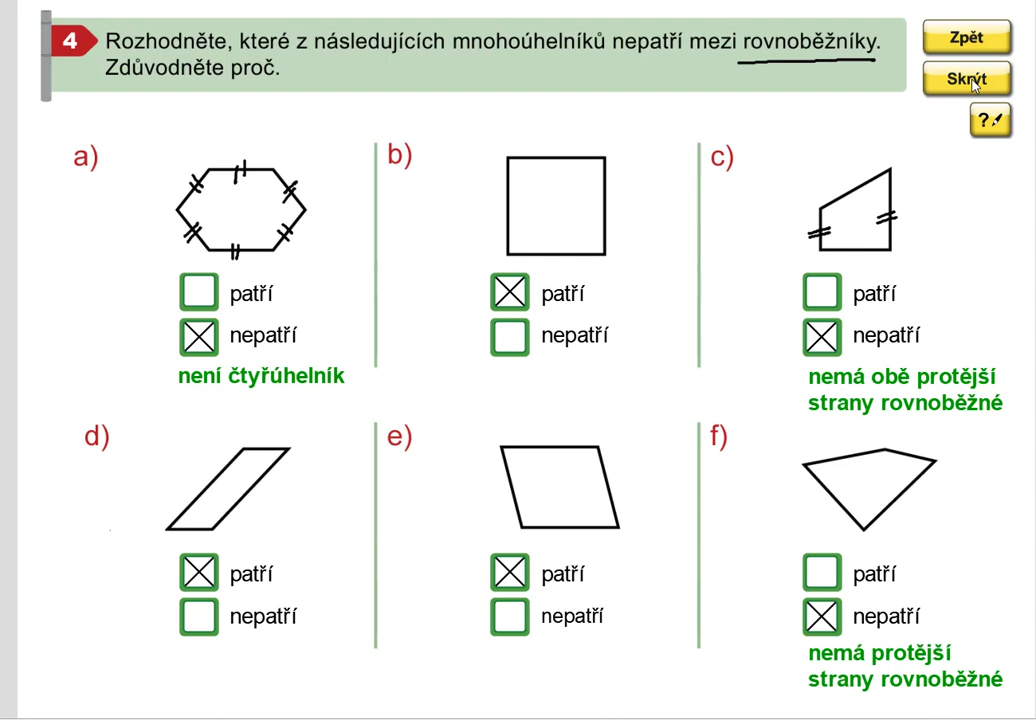 4 Rozhodněte, které z následujících mnohoúhelníků nepatří mezi rovnoběžníky.
Zdůvodněte proč.
Zpět
Skrýt
?
a)
patří
nepatří
není čtyřúhelník
b)
patří
nepatří
c)
patří
nepatří
nemá obě protější
strany rovnoběžné
d)
patří
nepatří
e)
patří
nepatří
f)
patří
nepatří
nemá protější
strany rovnoběžné